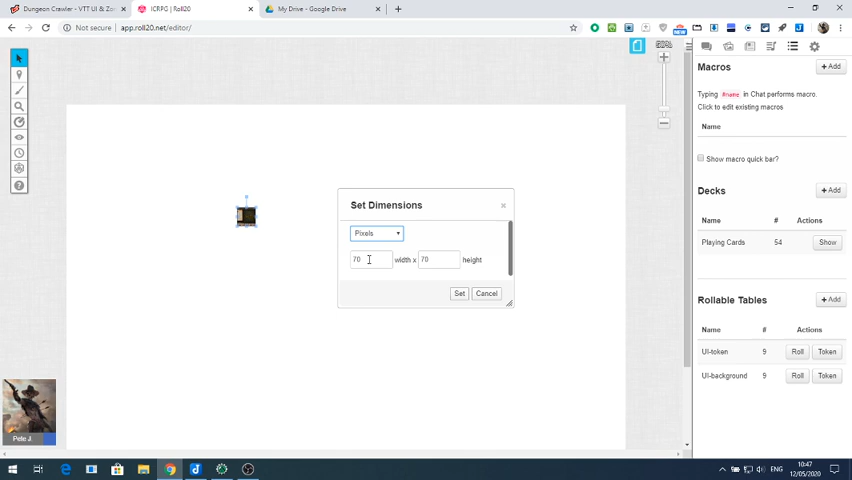 Dungeon Crawler - VTT UI & Zo
ICRPG | Roll20
My Drive - Google Drive
Not secure | app.roll20.net/editor/
Macros
+ Add
Typing #name in Chat performs macro.
Click to edit existing macros
Name
Show macro quick bar?
Decks
+ Add
Name # Actions
Playing Cards 54 Show
Rollable Tables
+ Add
Name # Actions
UI-token 9 Roll Token
UI-background 9 Roll Token
Set Dimensions
Pixels
70 width x 70 height
Set Cancel
Pete J.
ENG
10:47
12/05/2020